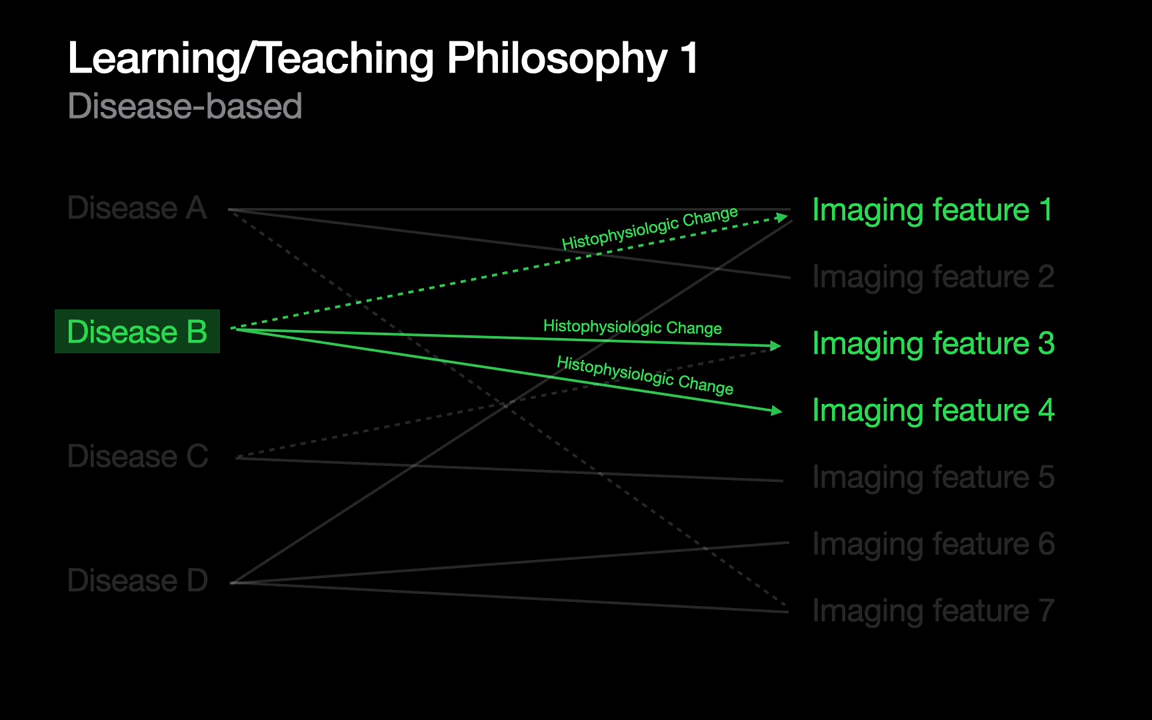 Learning/Teaching Philosophy 1
Disease-based
Disease A
Histophysiologic Change
Imaging feature 1
Imaging feature 2
Disease B
Histophysiologic Change
Imaging feature 3
Histophysiologic Change
Imaging feature 4
Disease C
Imaging feature 5
Imaging feature 6
Disease D
Imaging feature 7